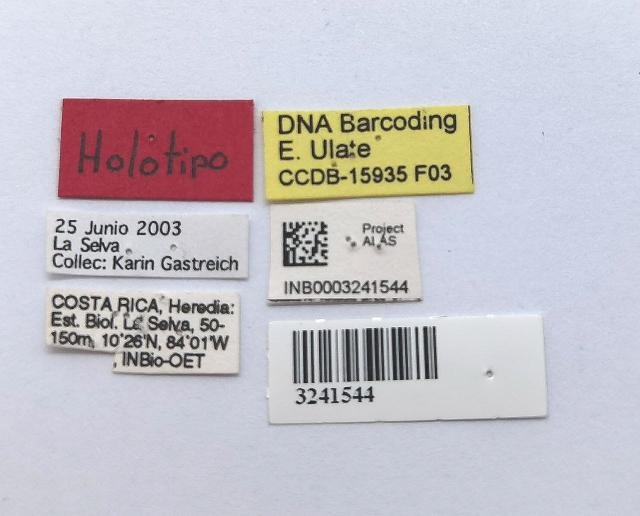 Holotipo
DNA Barcoding
E. Ulate
CCDB-15935 F03
25 Junio 2003
La Selva
Collec: Karin Gastreich
Project
ALAS
INB0003241544
COSTA RICA, Heredia:
Est. Biol. La Selva, 50-
150m, 10°26'N, 84°01'W
, INBio-OET
3241544